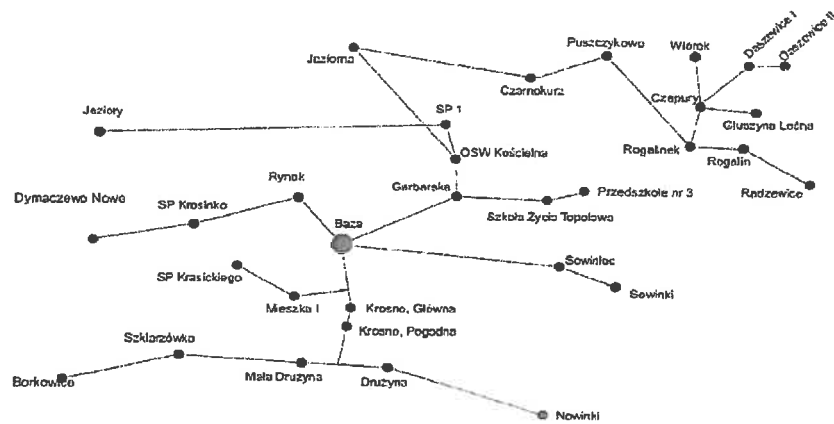 Daszewice I
Daszewice II
Puszczykowo
Wiórek
Jeziorna
Czarnokurz
Czapury
Jeziory
SP 1
Głuszyna Leśna
OSW Kościelna
Rogalinek
Rogalin
Rynek
Garbarska
Przedszkole nr 3
Radzewice
Dymaczewo Nowe
SP Krosinko
Szkoła Życia Topolowa
Baza
Sowiniec
SP Krasickiego
Sowinki
Mieszka I
Krosno, Główna
Krosno, Pogodna
Szklarzówka
Borkowice
Mała Drużyna
Drużyna
Nowinki